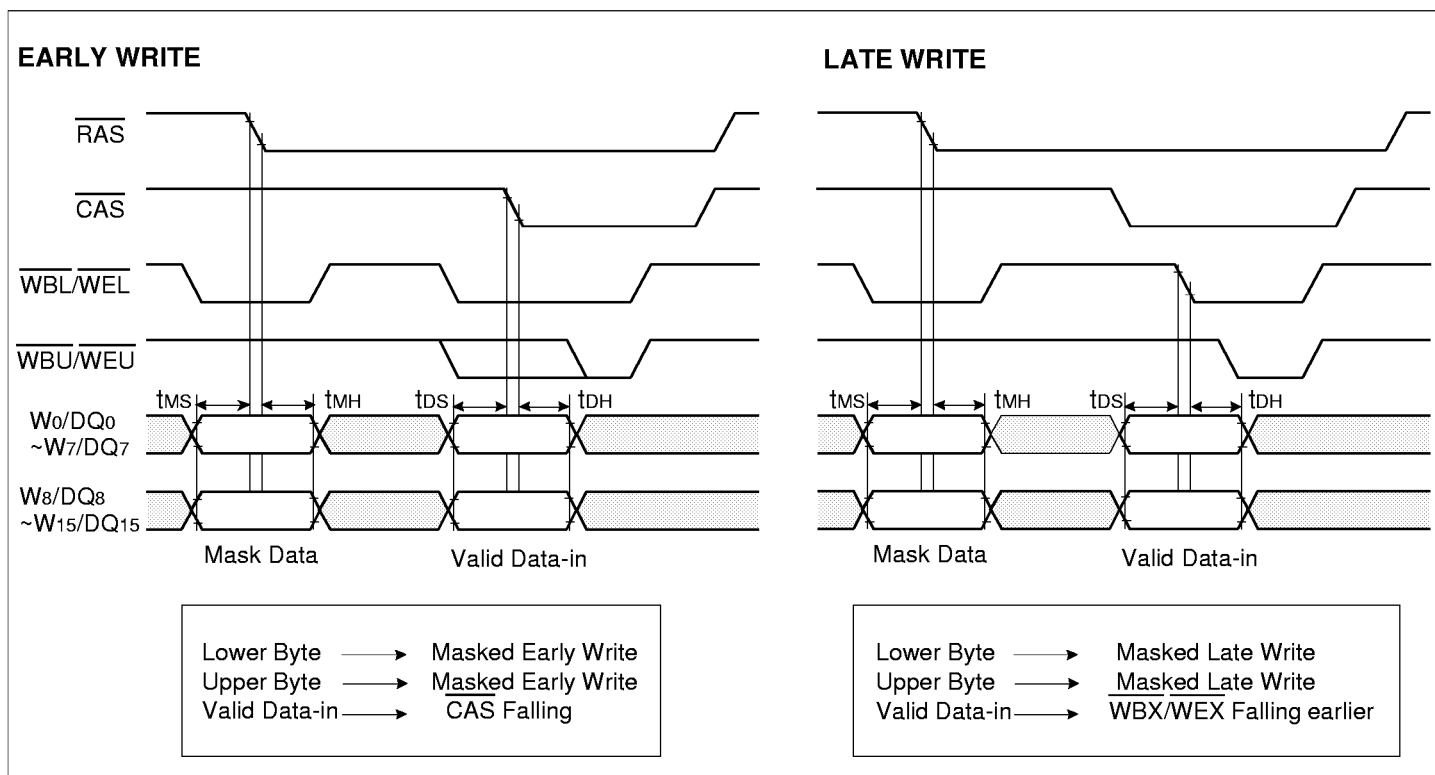 EARLY WRITE
RAS
CAS
WBL/WEL
WBU/WEU
tMS tMH tDS tDH
W0/DQ0
~W7/DQ7
W8/DQ8
~W15/DQ15
Mask Data Valid Data-in
Lower Byte Masked Early Write
Upper Byte Masked Early Write
Valid Data-in CAS Falling
LATE WRITE
tMS tMH tDS tDH
Mask Data Valid Data-in
Lower Byte Masked Late Write
Upper Byte Masked Late Write
Valid Data-in WBX/WEX Falling earlier